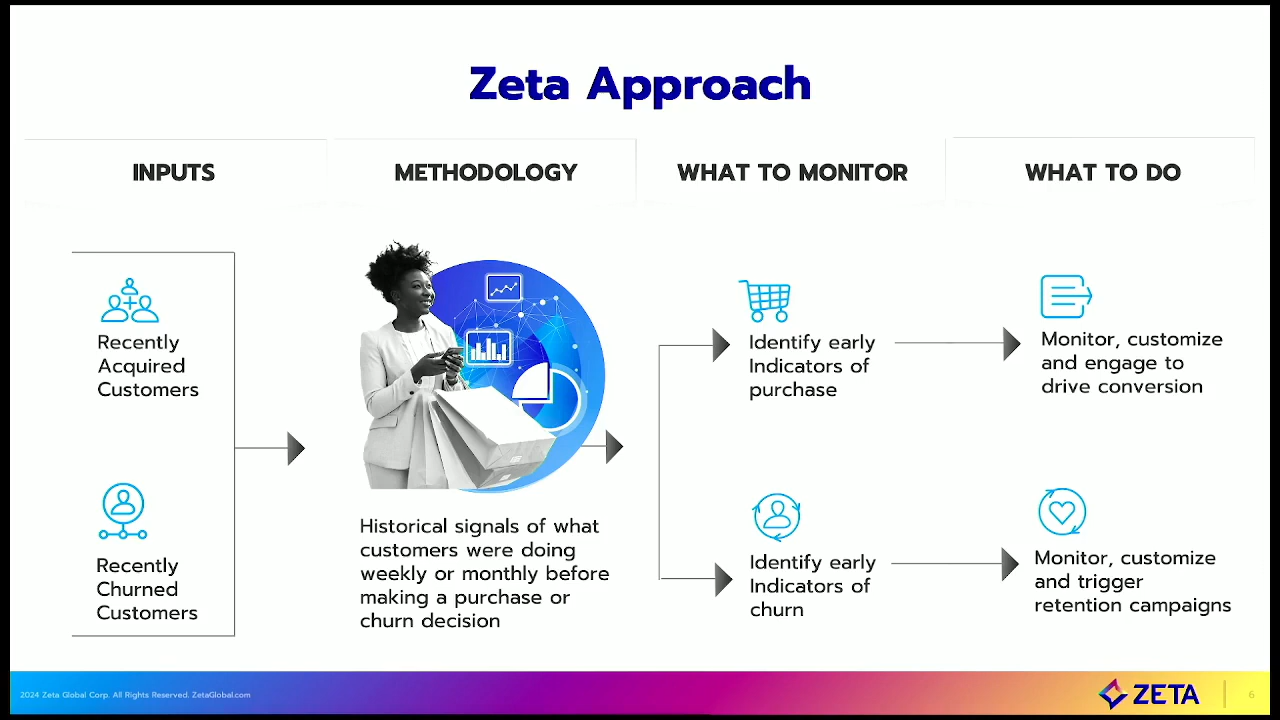 Zeta Approach
INPUTS
METHODOLOGY
WHAT TO MONITOR
WHAT TO DO
Recently
Acquired
Customers
Recently
Churned
Customers
Historical signals of what
customers were doing
weekly or monthly before
making a purchase or
churn decision
Identify early
Indicators of
purchase
Identify early
Indicators of
churn
Monitor, customize
and engage to
drive conversion
Monitor, customize
and trigger
retention campaigns
2024 Zeta Global Corp. All Rights Reserved. ZetaGlobal.com
ZETA
6